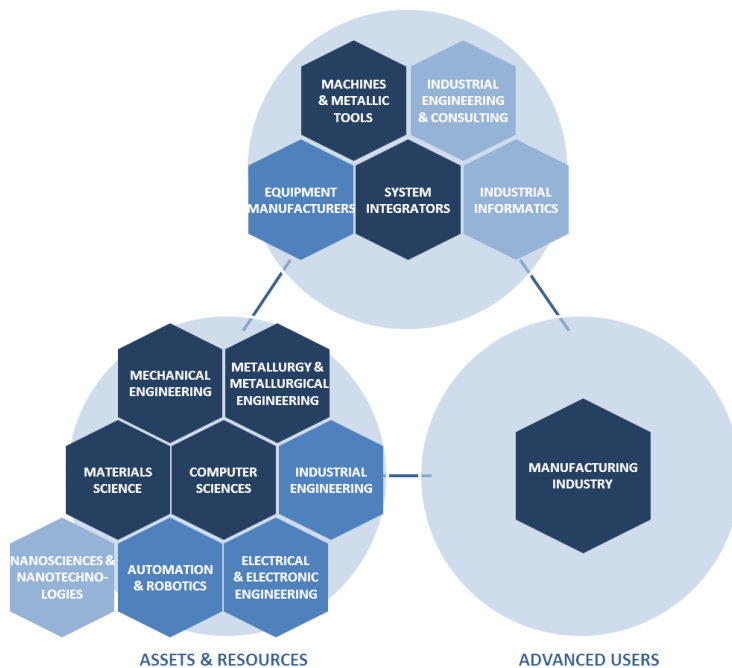 MACHINES
& METALLIC
TOOLS
INDUSTRIAL
ENGINEERING
& CONSULTING
EQUIPMENT
MANUFACTURERS
SYSTEM
INTEGRATORS
INDUSTRIAL
INFORMATICS
MECHANICAL
ENGINEERING
METALLURGY &
METALLURGICAL
ENGINEERING
MATERIALS
SCIENCE
COMPUTER
SCIENCES
INDUSTRIAL
ENGINEERING
MANUFACTURING
INDUSTRY
NANOSCIENCES &
NANOTECHNO-
LOGIES
AUTOMATION
& ROBOTICS
ELECTRICAL
& ELECTRONIC
ENGINEERING
ASSETS & RESOURCES
ADVANCED USERS